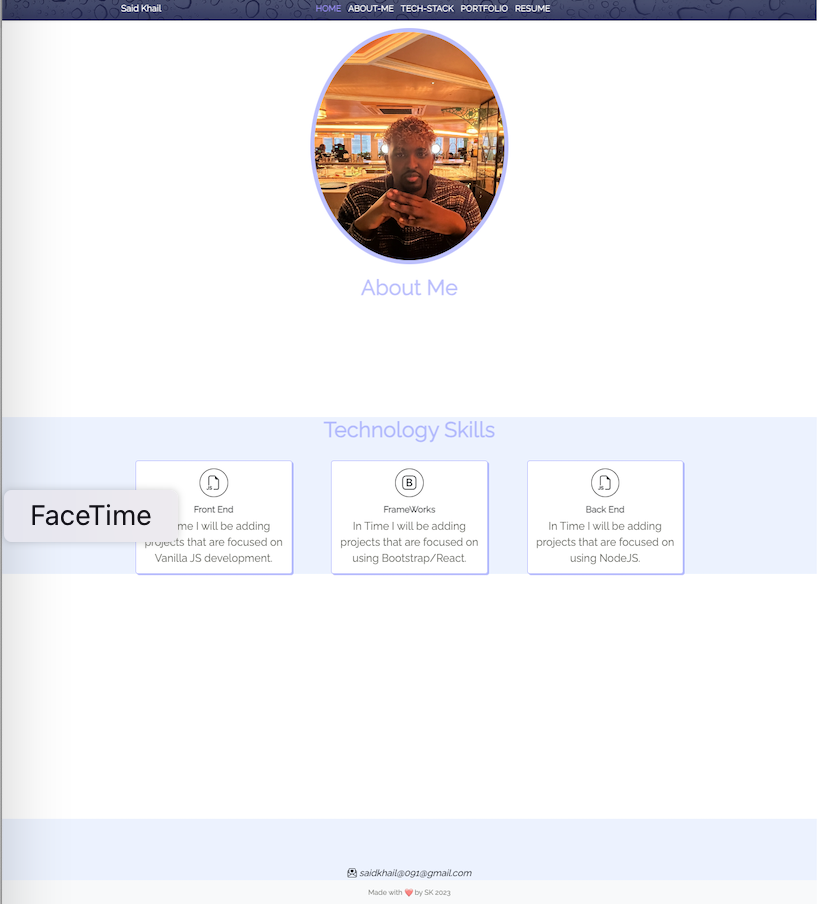 Said Khail
HOME ABOUT-ME TECH-STACK PORTFOLIO RESUME
About Me
Technology Skills
JS
Front End
me I will be adding
projects that are focused on
Vanilla JS development.
B
FrameWorks
In Time I will be adding
projects that are focused on
using Bootstrap/React.
JS
Back End
In Time I will be adding
projects that are focused on
using NodeJS.
FaceTime
saidkhail@091@gmail.com
Made with ❤️ by SK 2023